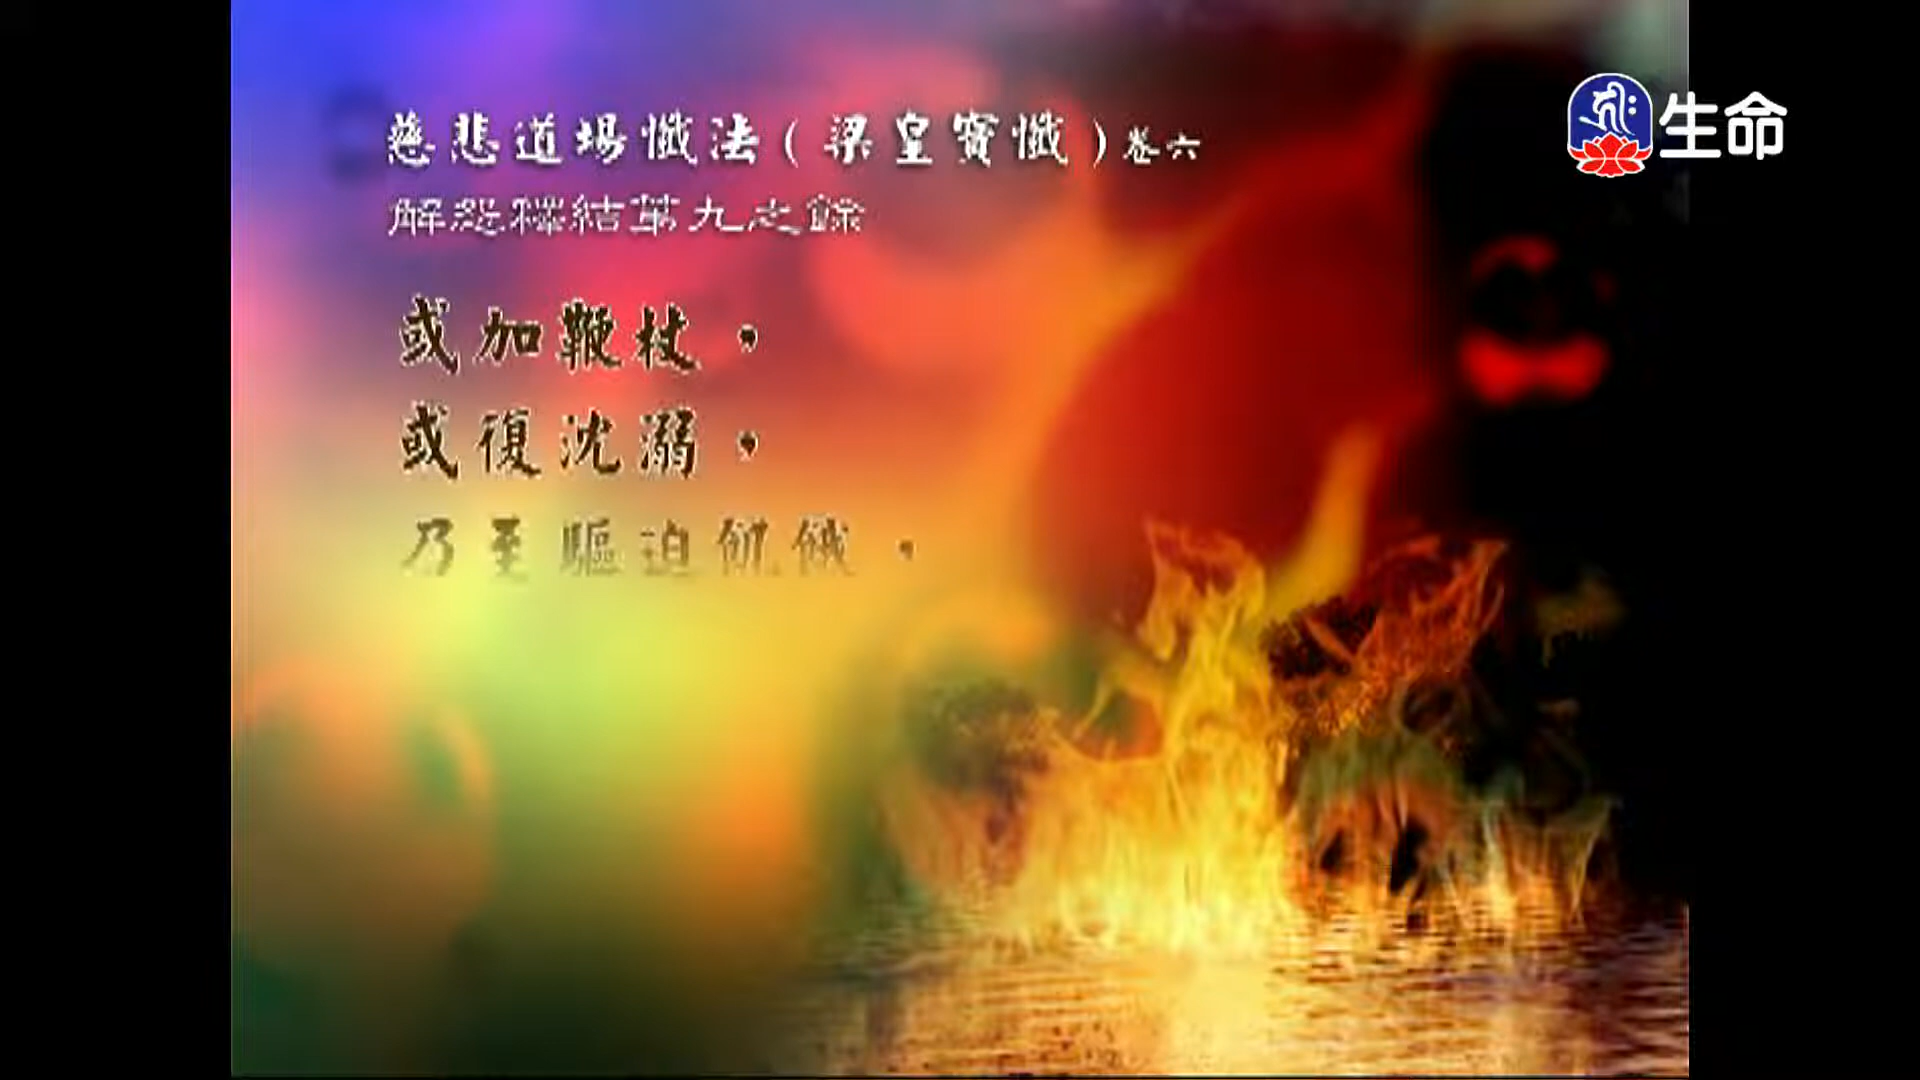 慈悲道場懺法（梁皇寶懺）卷六
生命
解冤釋結第九之餘
或加鞭杖，
或復沈溺，
乃至驅迫飢餓，